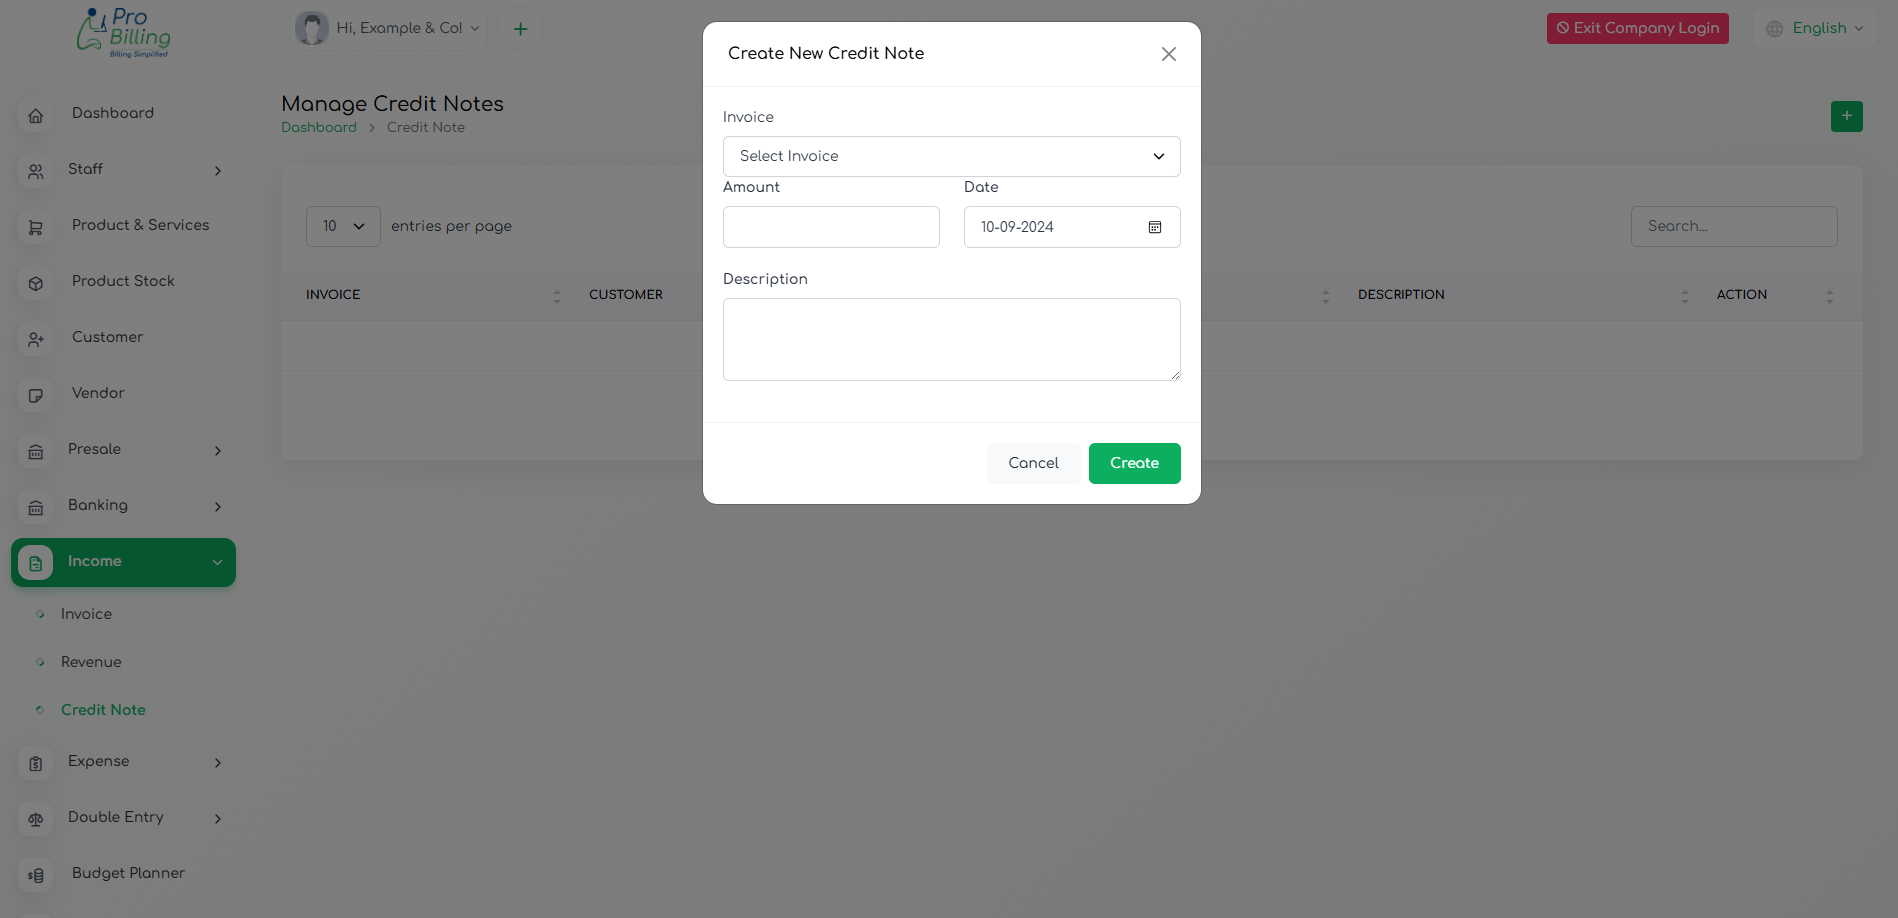 Pro
Billing
Billing Simplified
Hi, Example & Co!
Exit Company Login
English
Create New Credit Note
Invoice
Select Invoice
Amount
Date
10-09-2024
Description
Cancel
Create
Manage Credit Notes
Dashboard > Credit Note
10 entries per page
Search...
INVOICE
CUSTOMER
DESCRIPTION
ACTION
Dashboard
Staff
Product & Services
Product Stock
Customer
Vendor
Presale
Banking
Income
Invoice
Revenue
Credit Note
Expense
Double Entry
Budget Planner